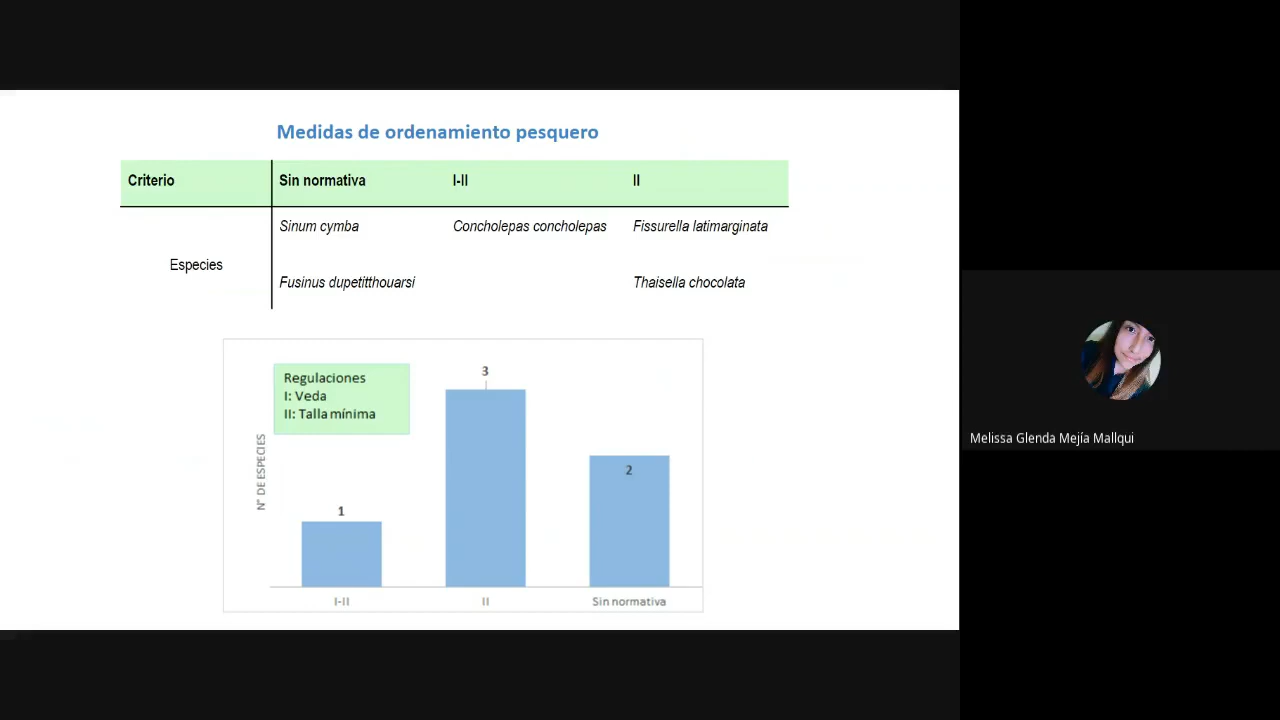 Medidas de ordenamiento pesquero
Criterio Sin normativa I-II II
Sinum cymba Concholepas concholepas Fissurella latimarginata
Especies
Fusinus dupetitthouarsi Thaisella chocolata
Regulaciones
I: Veda
II: Talla mínima
N° DE ESPECIES
1
3
2
I-II II Sin normativa
Melissa Glenda Mejía Mallqui